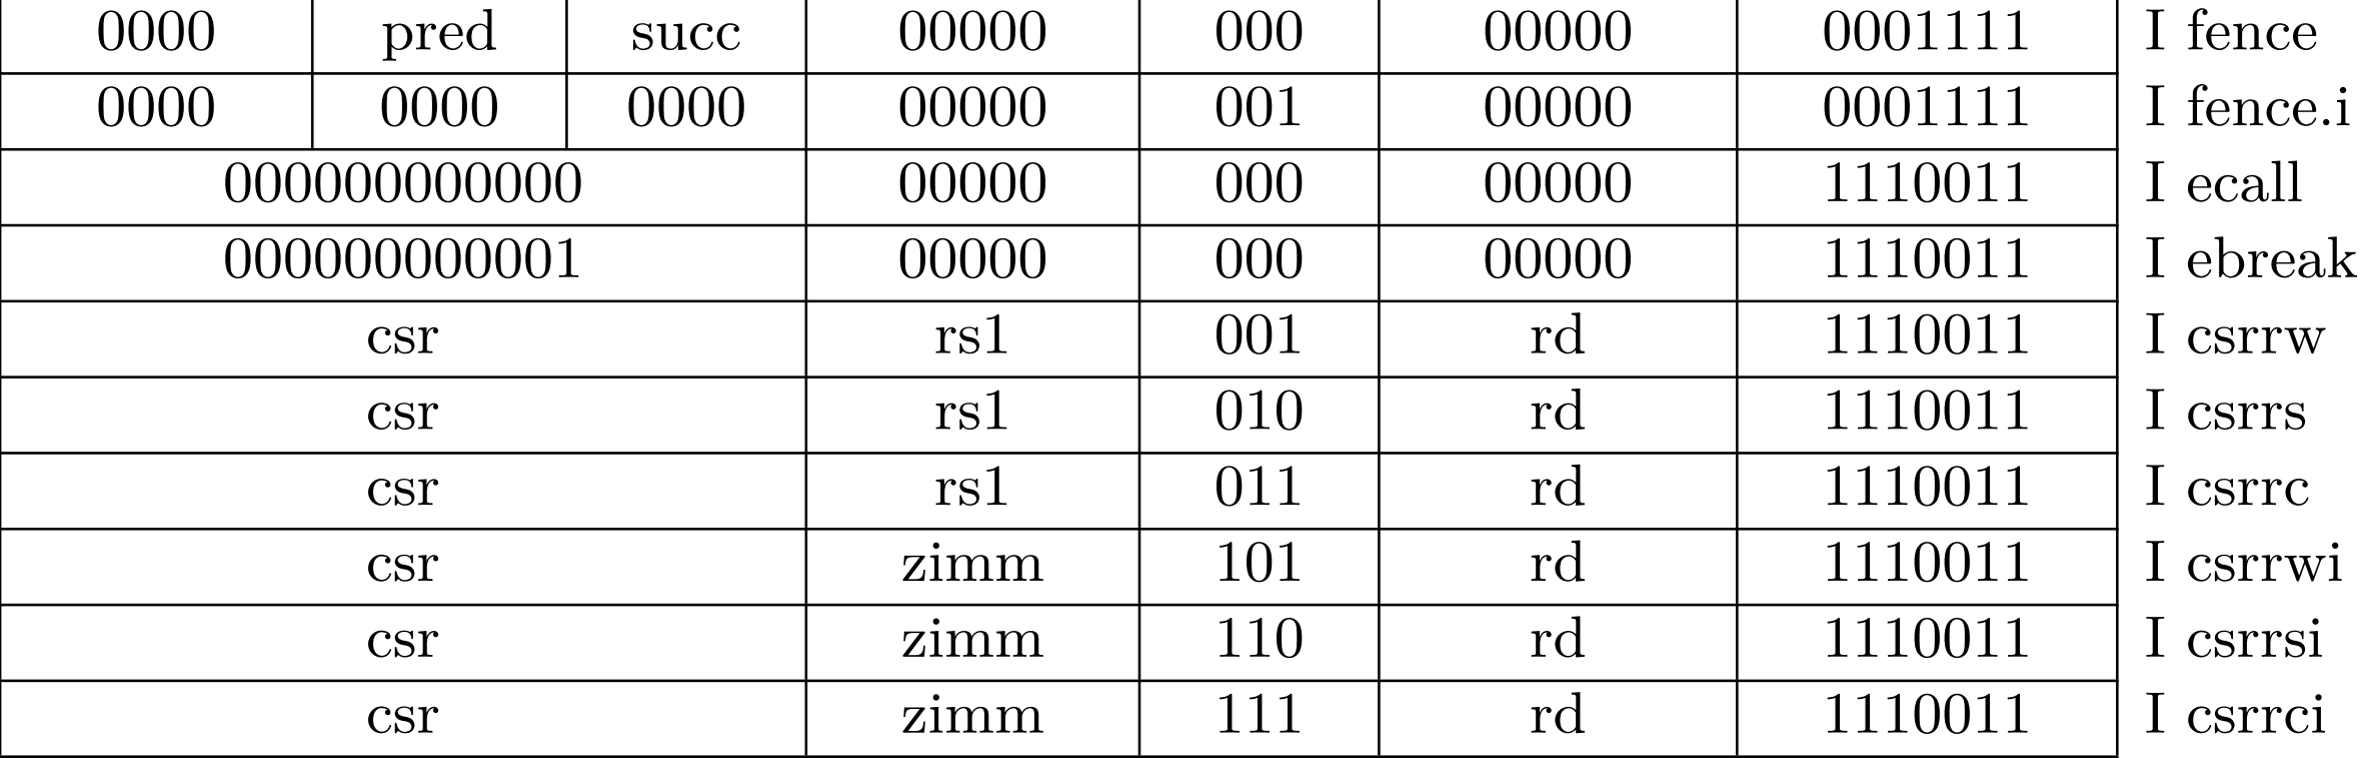 0000 pred succ 00000 000 00000 0001111 I fence
0000 0000 0000 00000 001 00000 0001111 I fence.i
000000000000 00000 000 00000 1110011 I ecall
000000000001 00000 000 00000 1110011 I ebreak
csr rs1 001 rd 1110011 I csrrw
csr rs1 010 rd 1110011 I csrrs
csr rs1 011 rd 1110011 I csrrc
csr zimm 101 rd 1110011 I csrrwi
csr zimm 110 rd 1110011 I csrrsi
csr zimm 111 rd 1110011 I csrrci